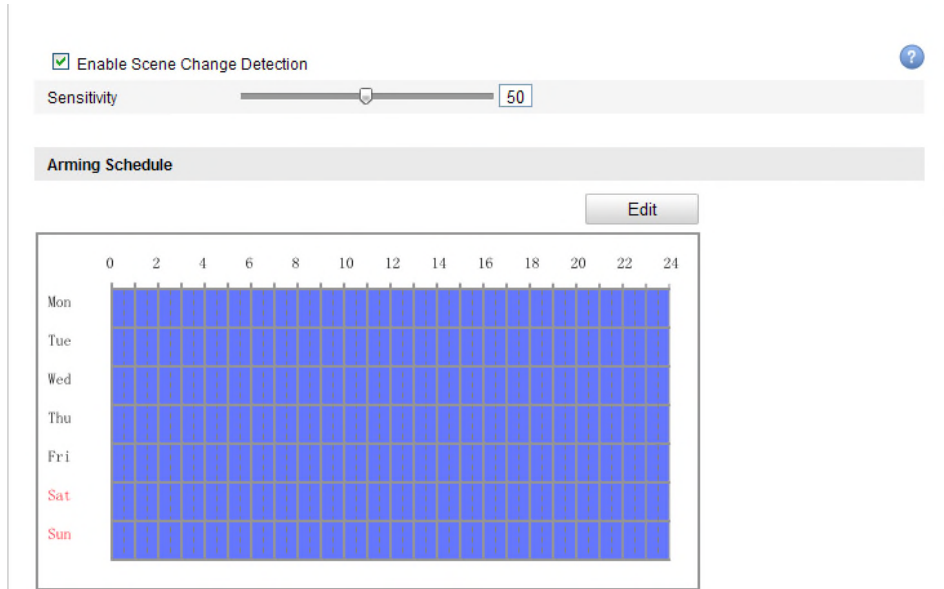 Enable Scene Change Detection
?
Sensitivity 50
Arming Schedule
Edit
0 2 4 6 8 10 12 14 16 18 20 22 24
Mon
Tue
Wed
Thu
Fri
Sat
Sun